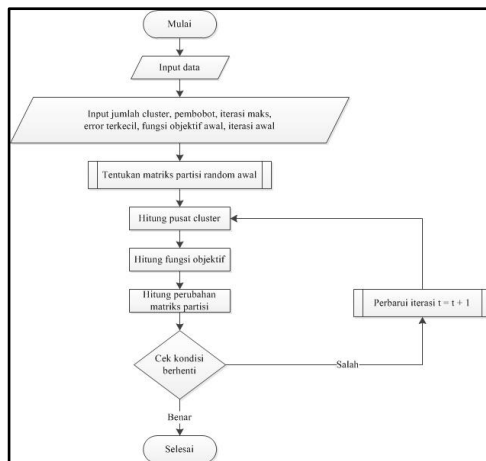 Mulai
Input data
Input jumlah cluster, pembobot, iterasi maks,
error terkecil, fungsi objektif awal, iterasi awal
Tentukan matriks partisi random awal
Hitung pusat cluster
Hitung fungsi objektif
Hitung perubahan
matriks partisi
Perbarui iterasi t = t + 1
Cek kondisi
berhenti
Salah
Benar
Selesai